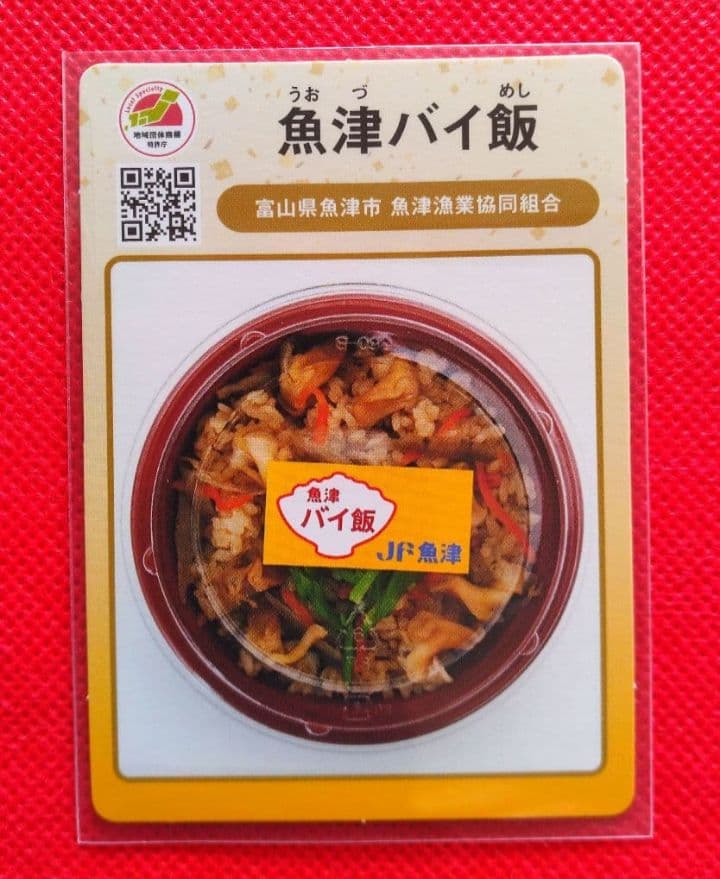 Local Specialty
地域団体商標
特許庁
うおづめし
魚津バイ飯
富山県魚津市 魚津漁業協同組合
魚津
バイ飯
JF魚津